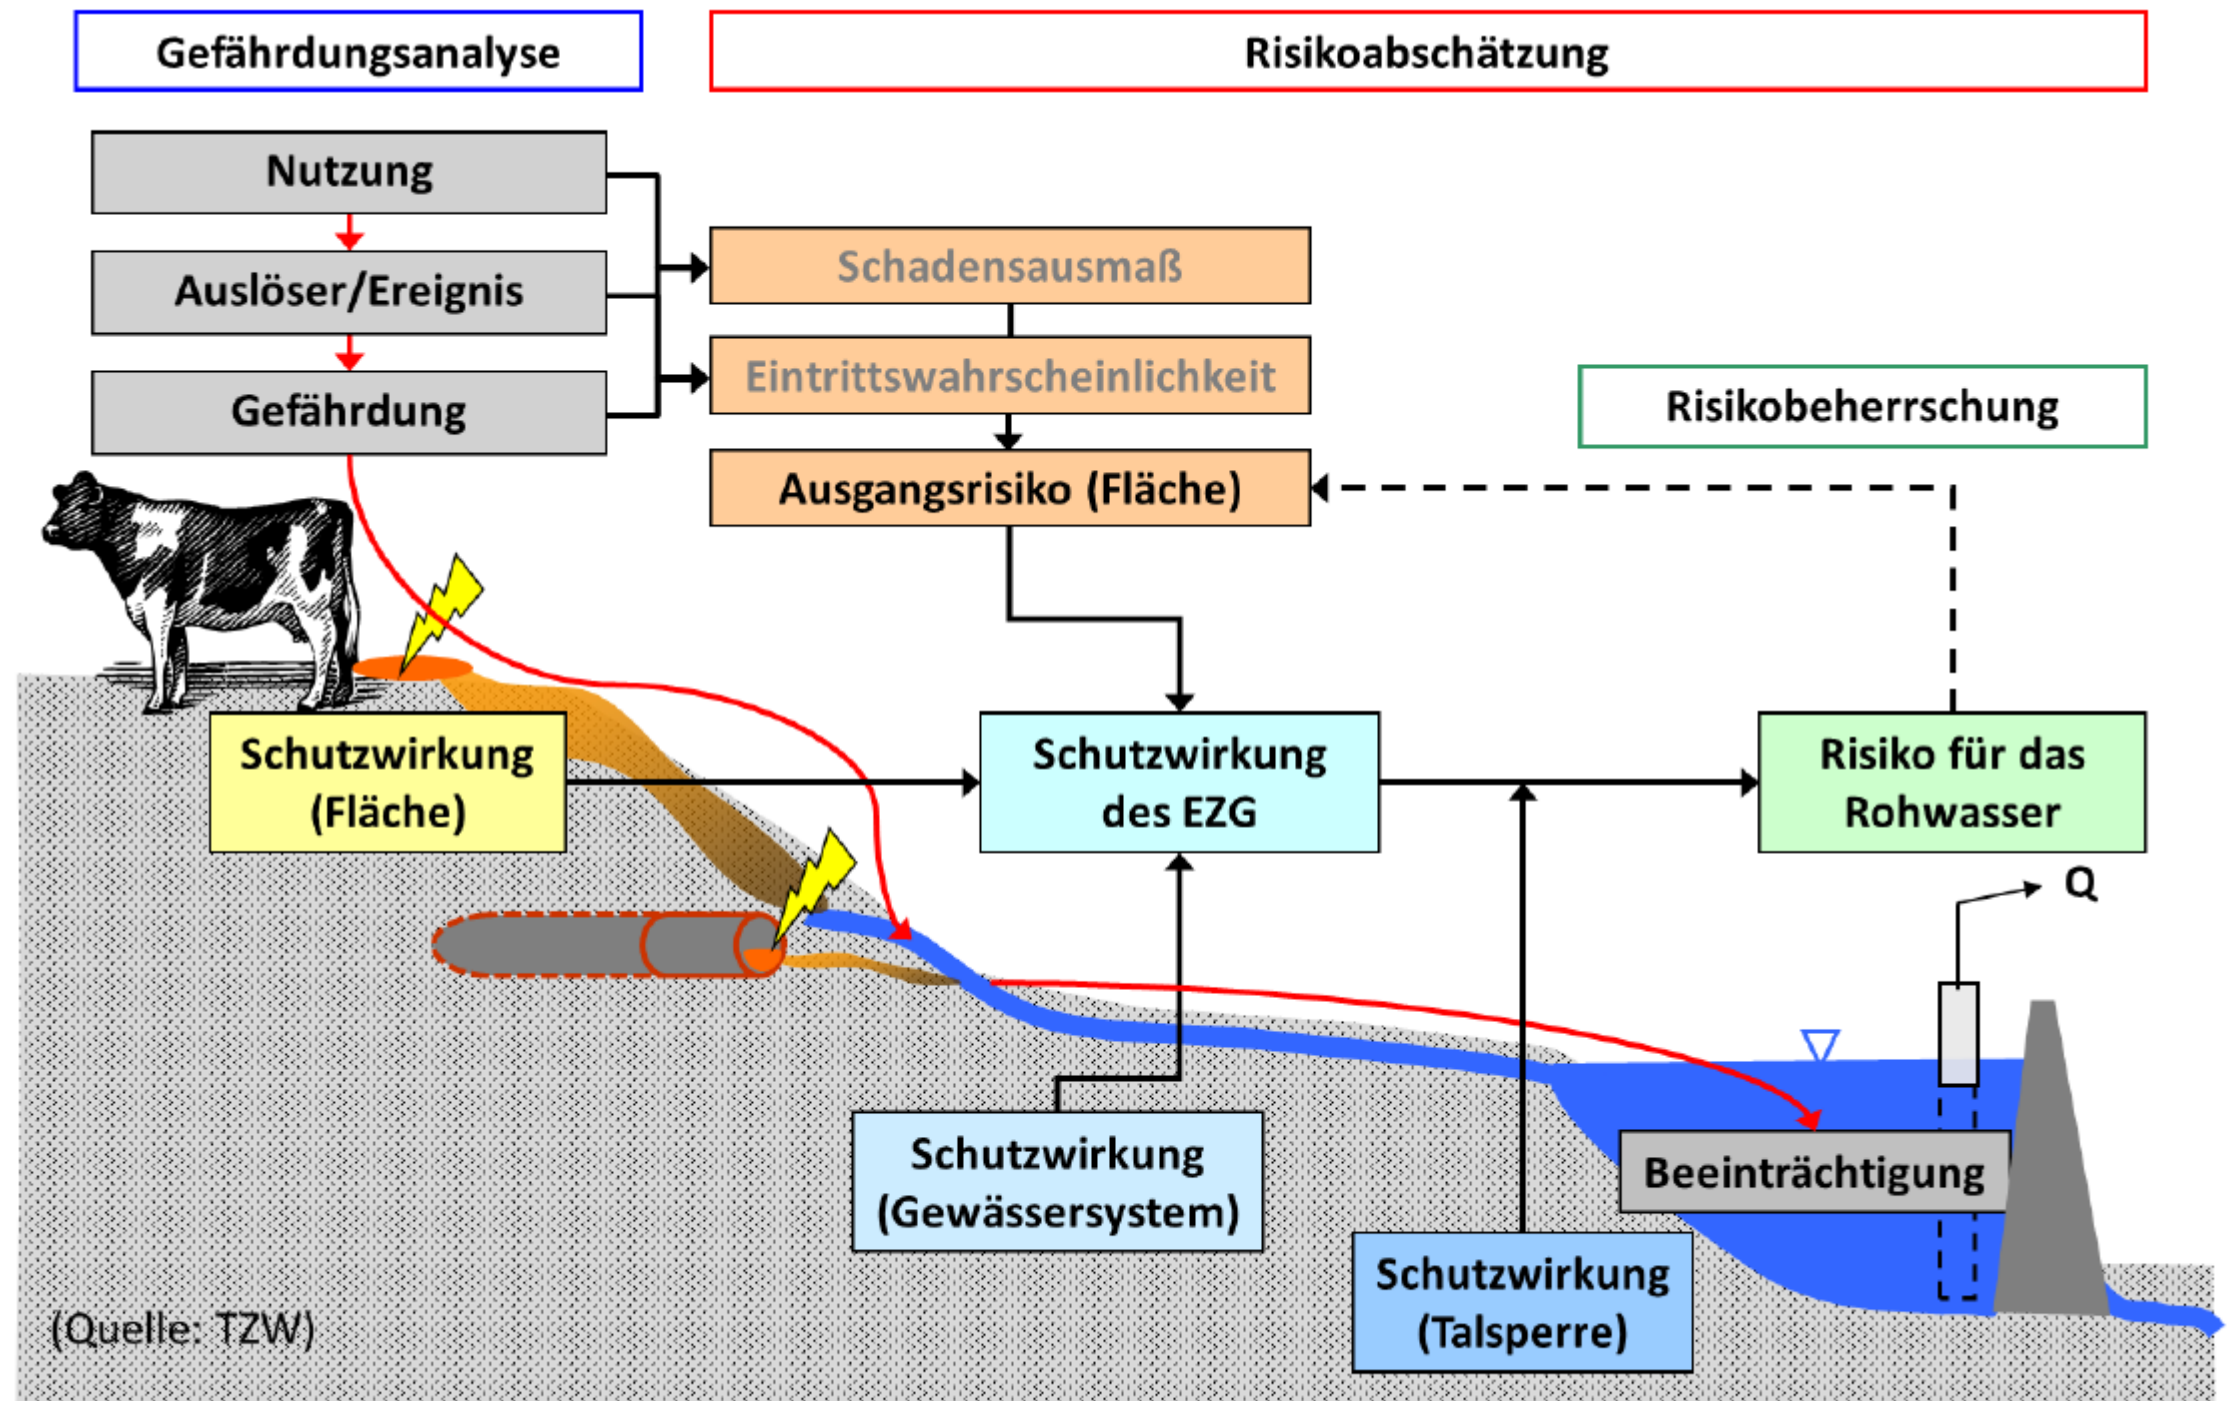 Gefährdungsanalyse
Risikoabschätzung
Nutzung
Auslöser/Ereignis
Gefährdung
Schadensausmaß
Eintrittswahrscheinlichkeit
Ausgangsrisiko (Fläche)
Risikobeherrschung
Schutzwirkung
(Fläche)
Schutzwirkung
des EZG
Risiko für das
Rohwasser
Q
Schutzwirkung
(Gewässersystem)
Beeinträchtigung
Schutzwirkung
(Talsperre)
(Quelle: TZW)